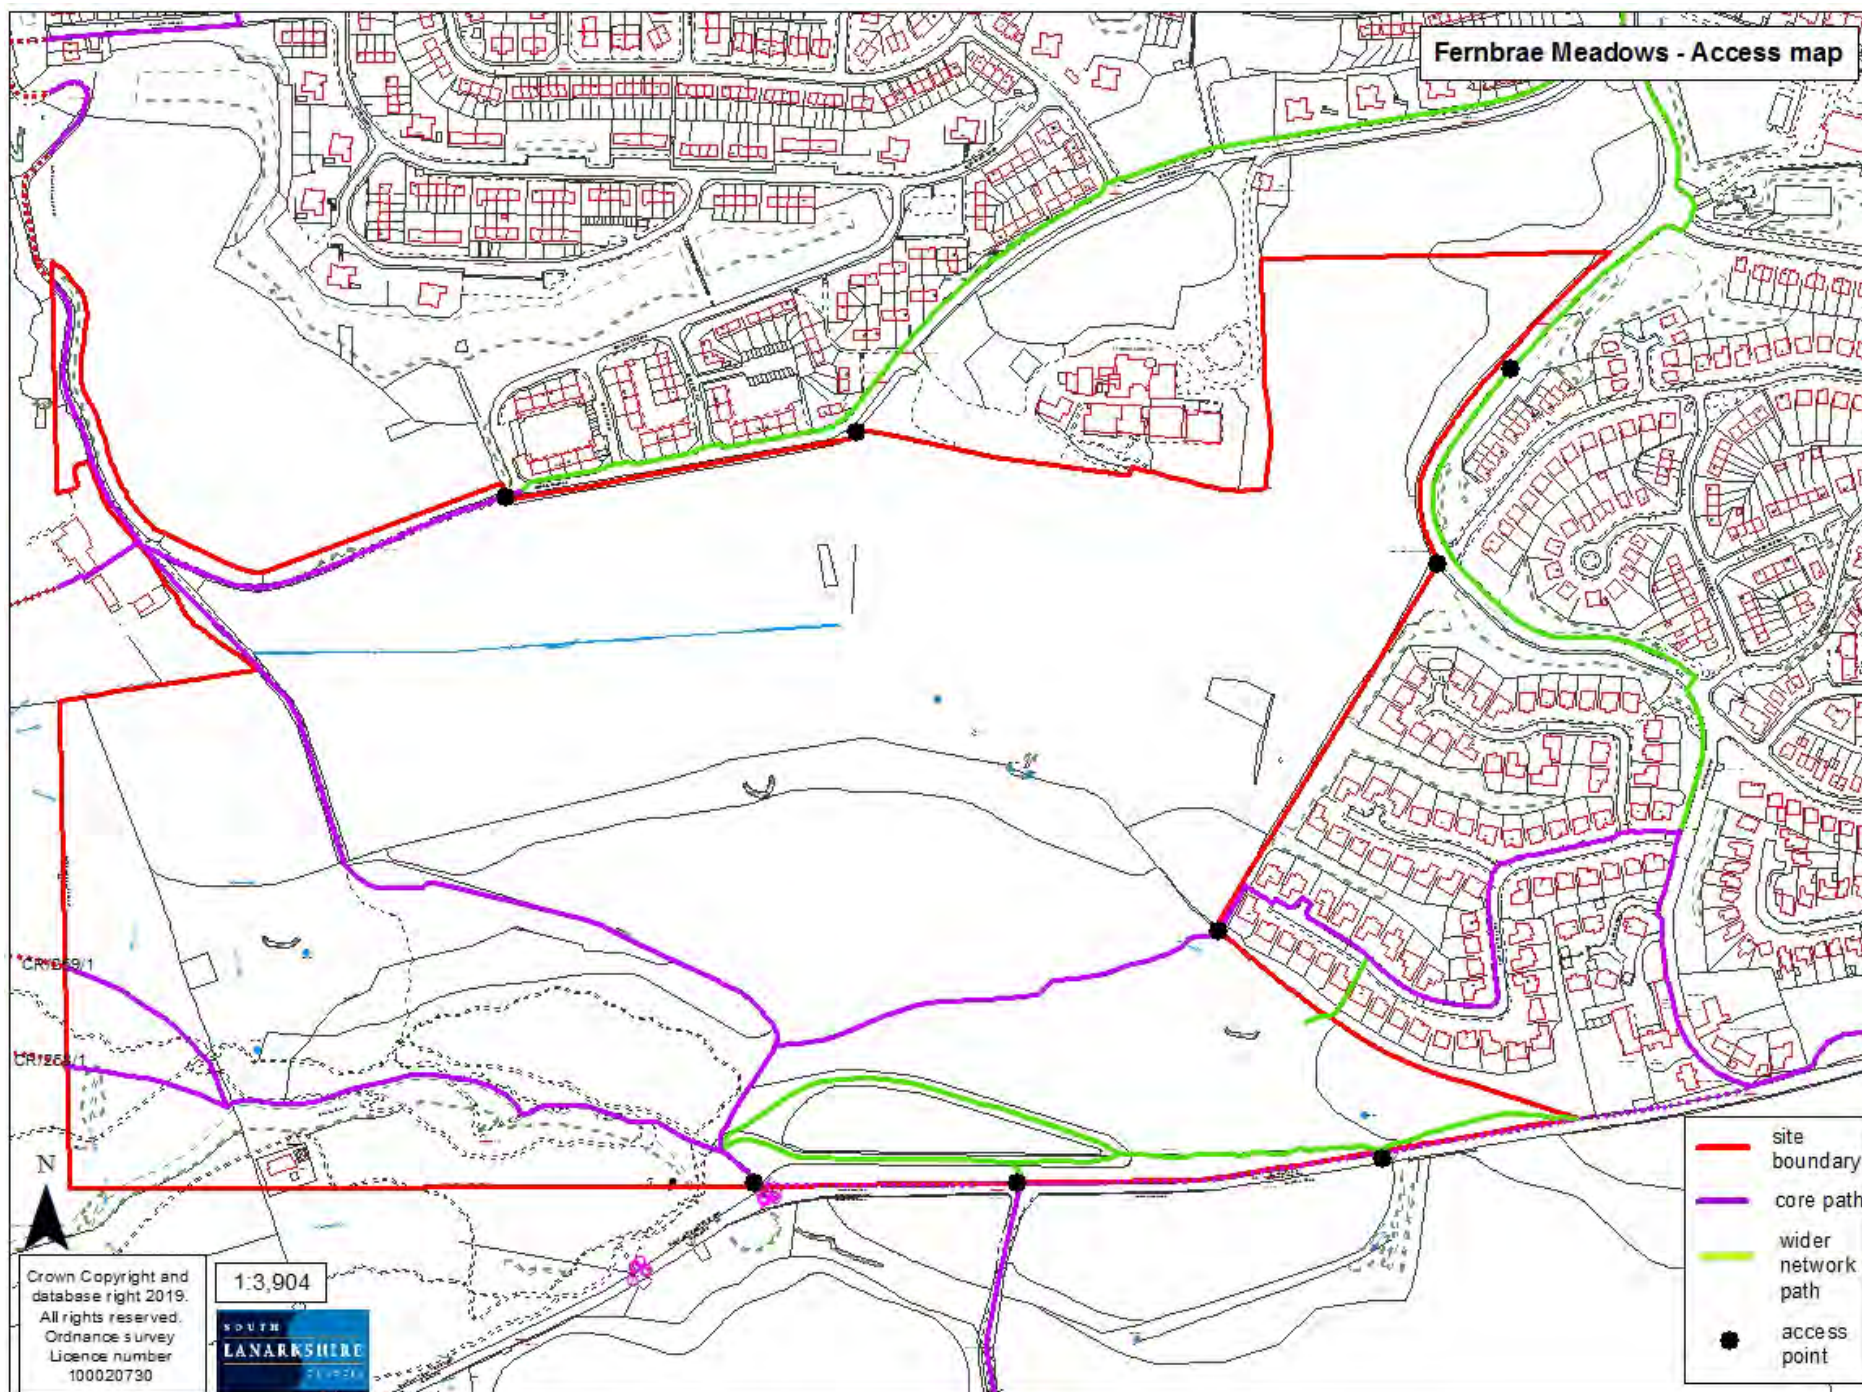 Fernbrae Meadows - Access map
N
Crown Copyright and
database right 2019.
All rights reserved.
Ordnance survey
Licence number
100020730
1:3,904
SOUTH
LANARKSHIRE
site
boundary
core path
wider
network
path
access
point